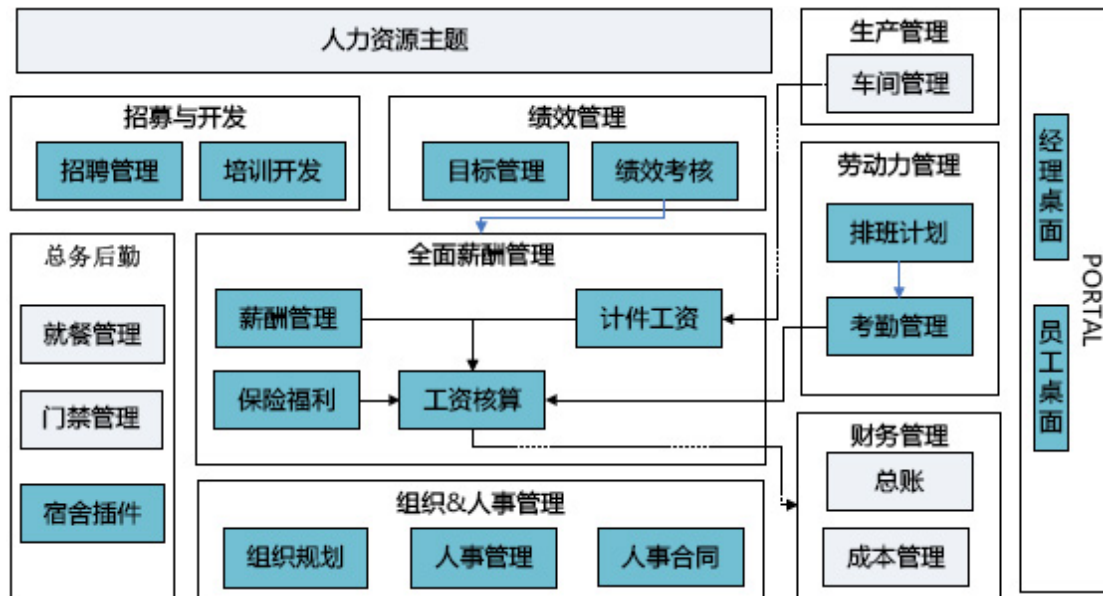 人力资源主题
生产管理
车间管理
招募与开发
招聘管理
培训开发
绩效管理
目标管理
绩效考核
劳动力管理
排班计划
考勤管理
总务后勤
就餐管理
门禁管理
宿舍插件
全面薪酬管理
薪酬管理
计件工资
保险福利
工资核算
财务管理
总账
成本管理
组织&人事管理
组织规划
人事管理
人事合同
经理桌面
员工桌面
PORTAL